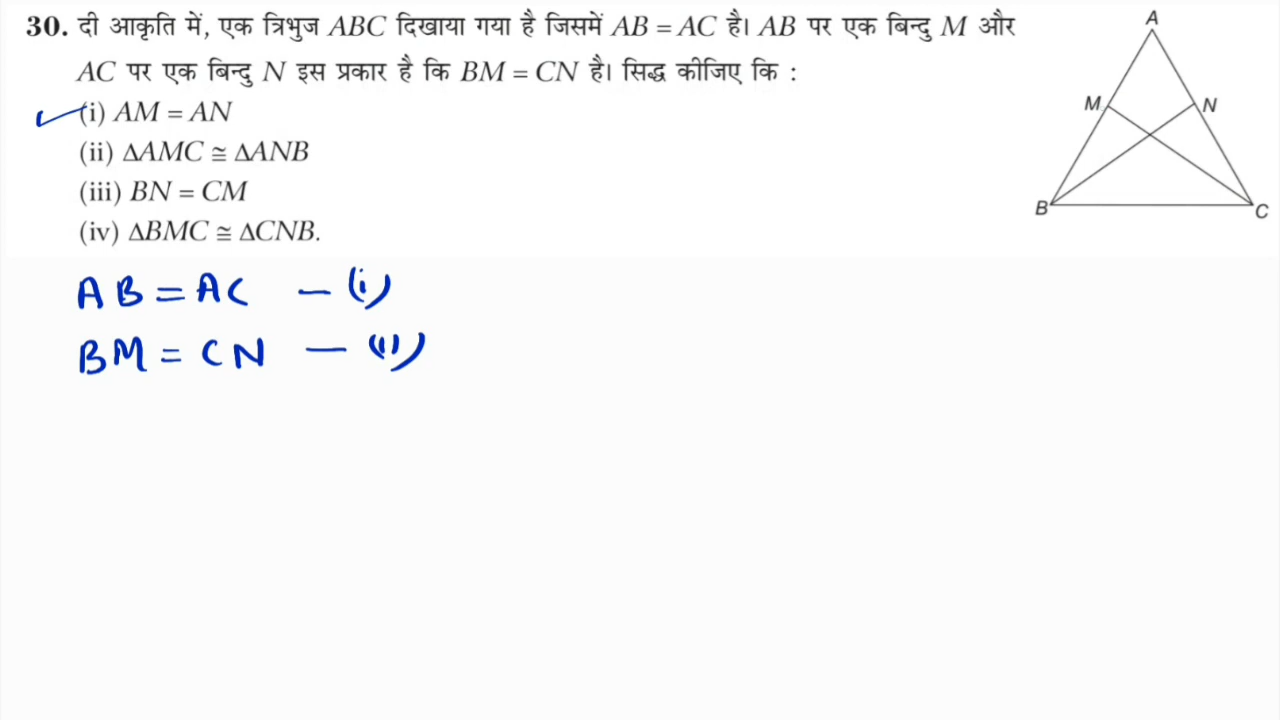 30. दी आकृति में, एक त्रिभुज ABC दिखाया गया है जिसमें AB = AC है। AB पर एक बिन्दु M और
AC पर एक बिन्दु N इस प्रकार है कि BM = CN है। सिद्ध कीजिए कि :
(i) AM = AN
(ii) ΔAMC ≅ ΔANB
(iii) BN = CM
(iv) ΔBMC ≅ ΔCNB.
A
M
N
B
C
AB = AC — (i)
BM = CN — (ii)